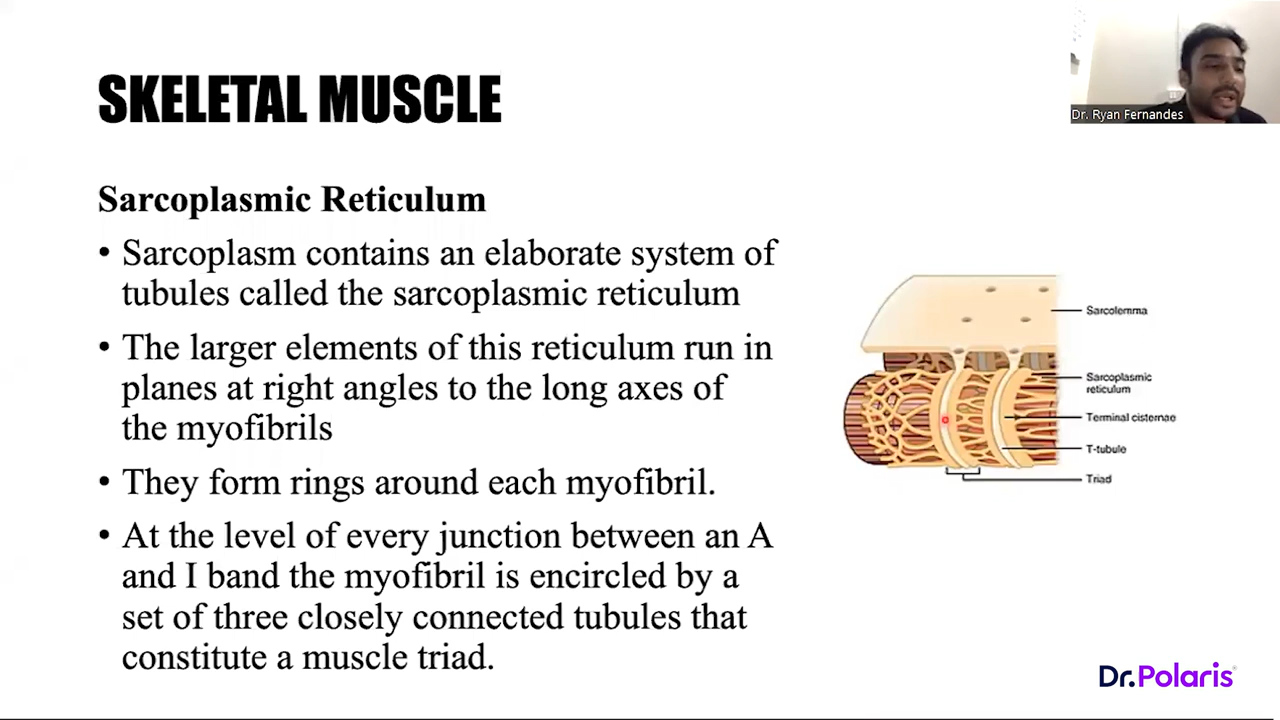 SKELETAL MUSCLE
Dr. Ryan Fernandes
Sarcoplasmic Reticulum
• Sarcoplasm contains an elaborate system of
tubules called the sarcoplasmic reticulum
• The larger elements of this reticulum run in
planes at right angles to the long axes of
the myofibrils
• They form rings around each myofibril.
• At the level of every junction between an A
and I band the myofibril is encircled by a
set of three closely connected tubules that
constitute a muscle triad.
Sarcolemma
Sarcoplasmic
reticulum
Terminal cisternae
T-tubule
Triad
Dr.Polaris